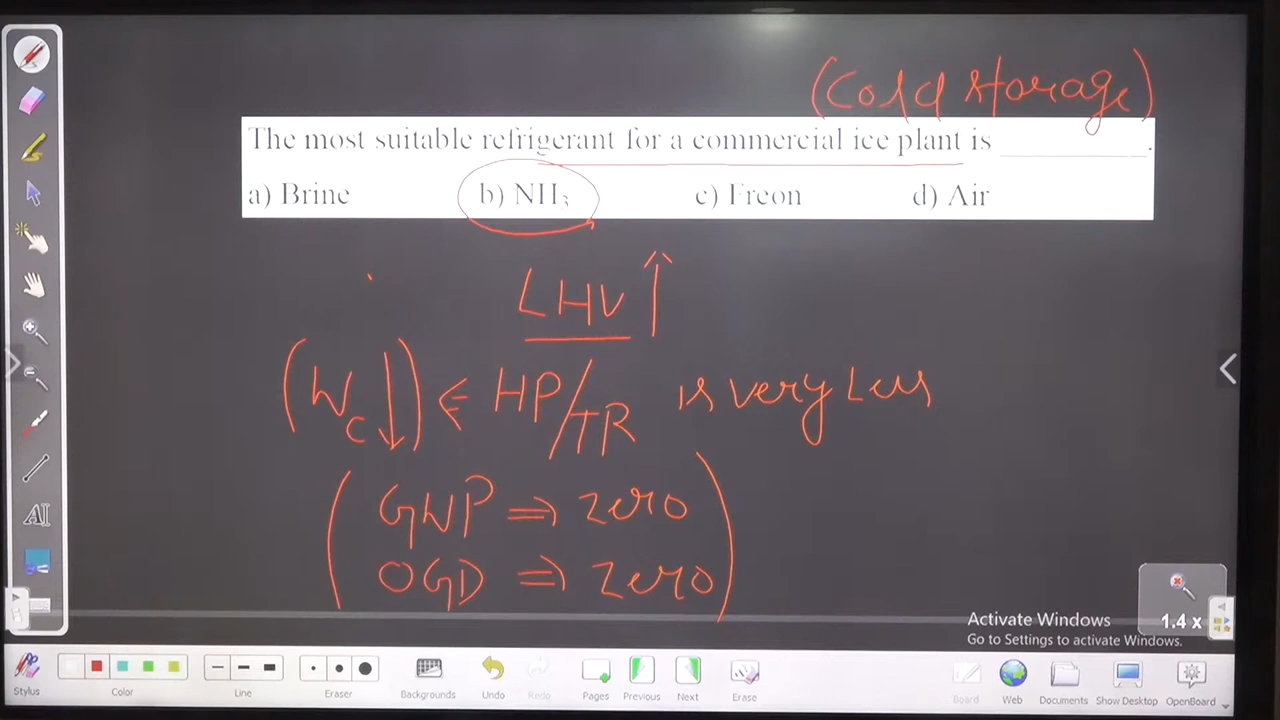 (Cold storage)
The most suitable refrigerant for a commercial ice plant is ____________.
a) Brine b) NH₃ c) Freon d) Air
LHV ↑
(Wc↓) ⇐ HP/TR is very Less
GWP ⇒ zero
OGD ⇒ zero
Activate Windows
Go to Settings to activate Windows.
1.4 x
Stylus Color Line Eraser Backgrounds Undo Redo Pages Previous Next Erase Board Web Documents Show Desktop OpenBoard